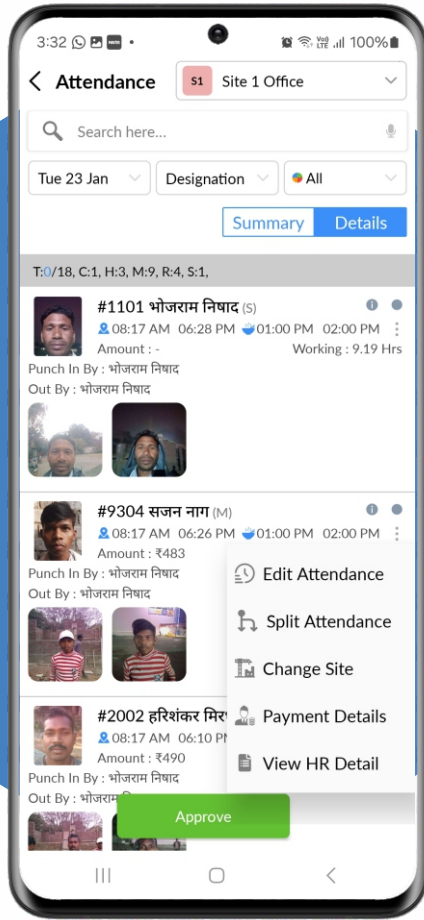 3:32 100%
Attendance S1 Site 1 Office
Search here...
Tue 23 Jan Designation All
Summary Details
T:0/18, C:1, H:3, M:9, R:4, S:1,
#1101 भोजराम निषाद (S)
08:17 AM 06:28 PM 01:00 PM 02:00 PM
Amount : - Working : 9.19 Hrs
Punch In By : भोजराम निषाद
Out By : भोजराम निषाद
#9304 सजन नाग (M)
08:17 AM 06:26 PM 01:00 PM 02:00 PM
Amount : ₹483
Punch In By : भोजराम निषाद
Out By : भोजराम निषाद
Edit Attendance
Split Attendance
Change Site
Payment Details
View HR Detail
#2002 हरिशंकर
08:17 AM 06:10
Amount : ₹490
Punch In By : भोजराम निषाद
Out By : भोजराम
Approve